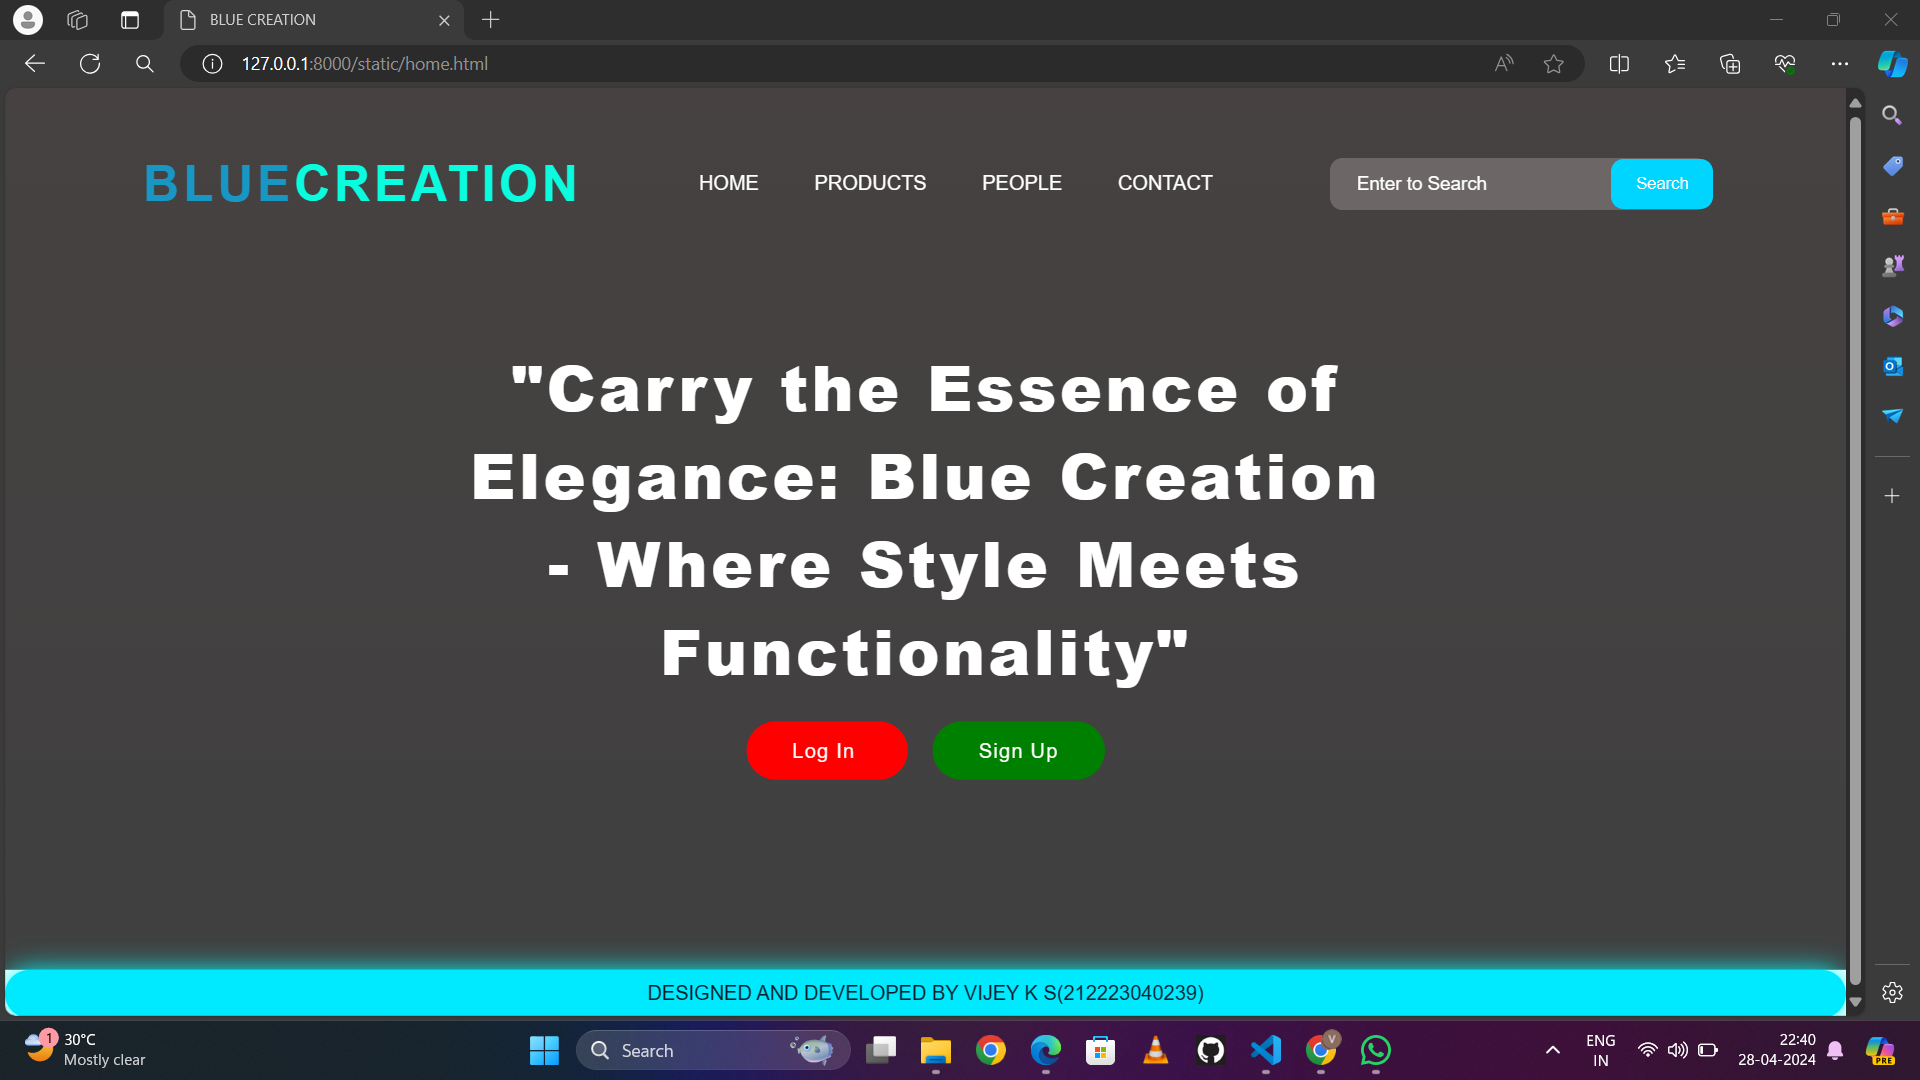 BLUE CREATION
127.0.0.1:8000/static/home.html
BLUECREATION
HOME
PRODUCTS
PEOPLE
CONTACT
Enter to Search
Search
"Carry the Essence of
Elegance: Blue Creation
- Where Style Meets
Functionality"
Log In
Sign Up
DESIGNED AND DEVELOPED BY VIJEY K S(212223040239)
1
30°C
Mostly clear
Search
V
ENG
IN
22:40
28-04-2024
PRE